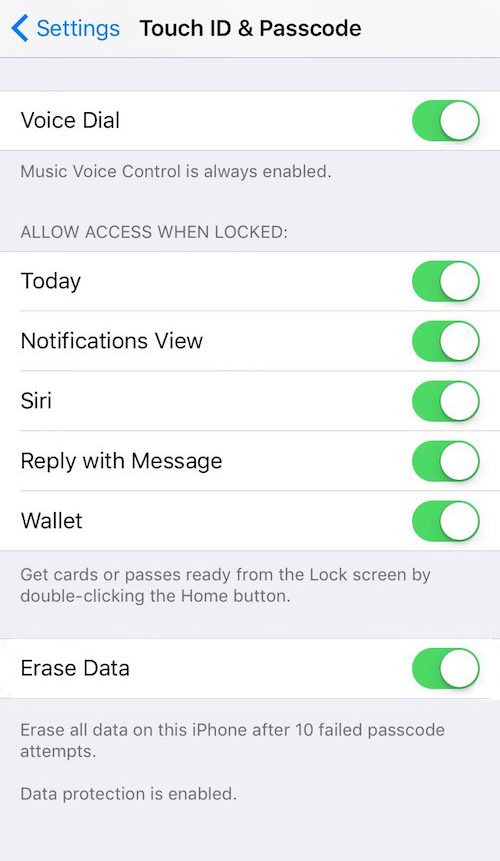 Settings Touch ID & Passcode
Voice Dial
Music Voice Control is always enabled.
ALLOW ACCESS WHEN LOCKED:
Today
Notifications View
Siri
Reply with Message
Wallet
Get cards or passes ready from the Lock screen by
double-clicking the Home button.
Erase Data
Erase all data on this iPhone after 10 failed passcode
attempts.
Data protection is enabled.